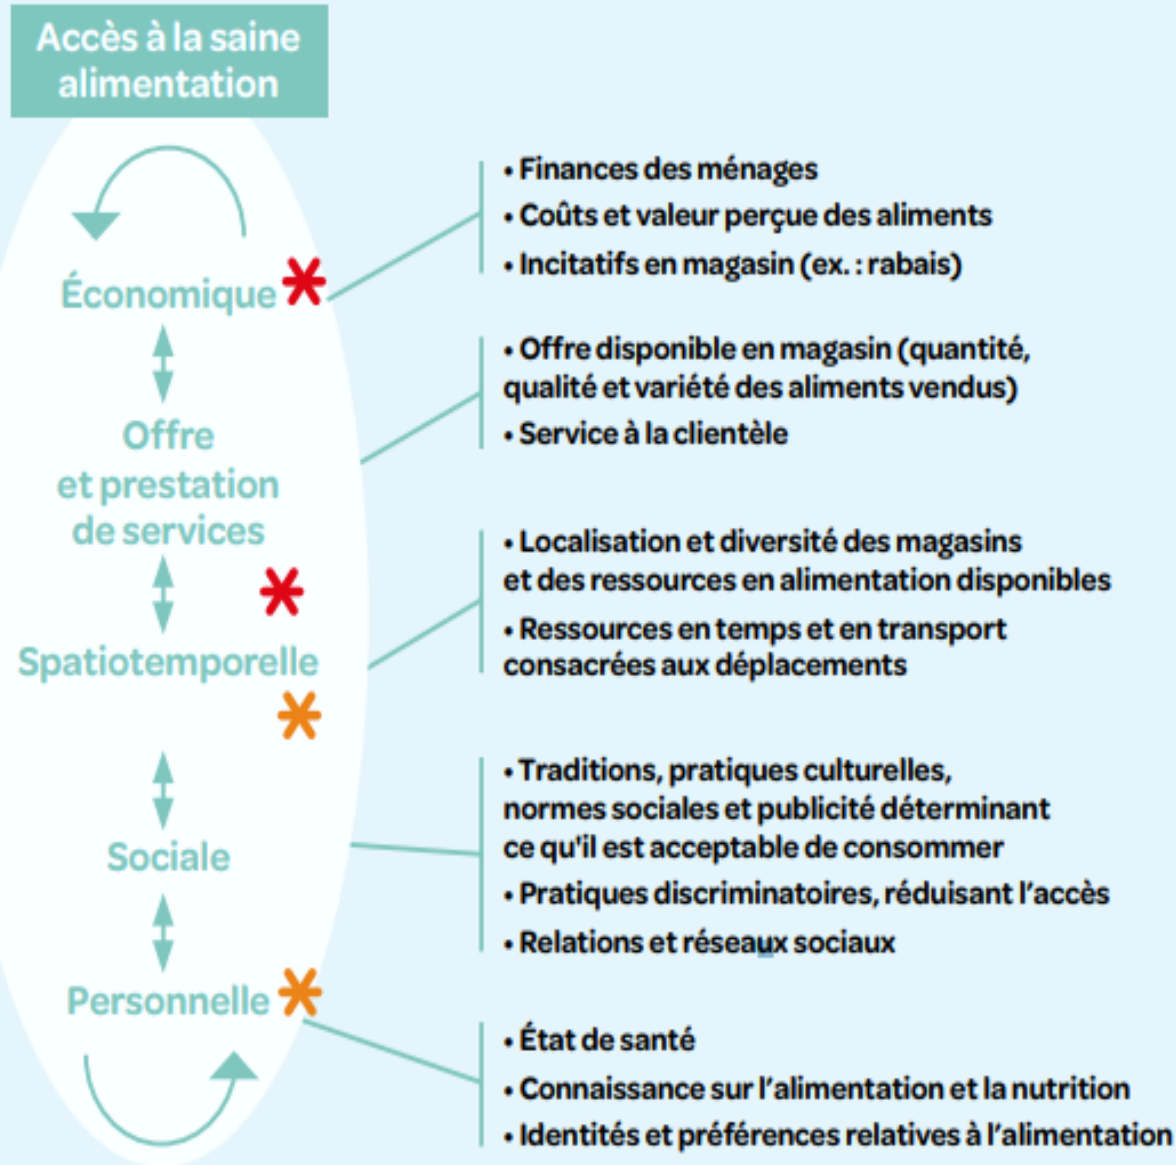 Accès à la saine
alimentation
Économique
• Finances des ménages
• Coûts et valeur perçue des aliments
• Incitatifs en magasin (ex. : rabais)
Offre
et prestation
de services
• Offre disponible en magasin (quantité,
qualité et variété des aliments vendus)
• Service à la clientèle
Spatiotemporelle
• Localisation et diversité des magasins
et des ressources en alimentation disponibles
• Ressources en temps et en transport
consacrées aux déplacements
Sociale
• Traditions, pratiques culturelles,
normes sociales et publicité déterminant
ce qu'il est acceptable de consommer
• Pratiques discriminatoires, réduisant l’accès
• Relations et réseaux sociaux
Personnelle
• État de santé
• Connaissance sur l’alimentation et la nutrition
• Identités et préférences relatives à l’alimentation